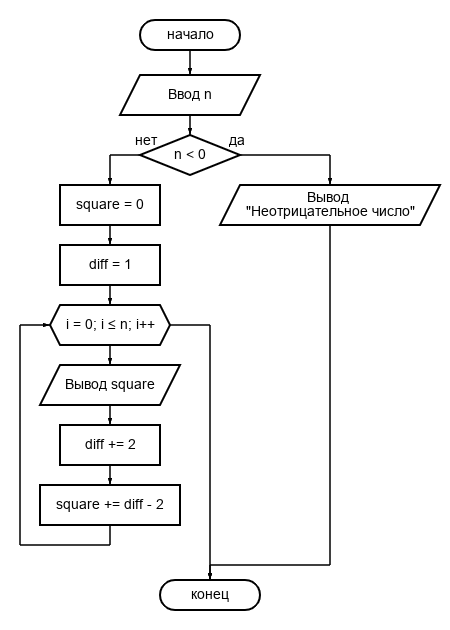 начало
Ввод n
нет
да
n < 0
square = 0
Вывод
"Неотрицательное число"
diff = 1
i = 0; i ≤ n; i++
Вывод square
diff += 2
square += diff - 2
конец